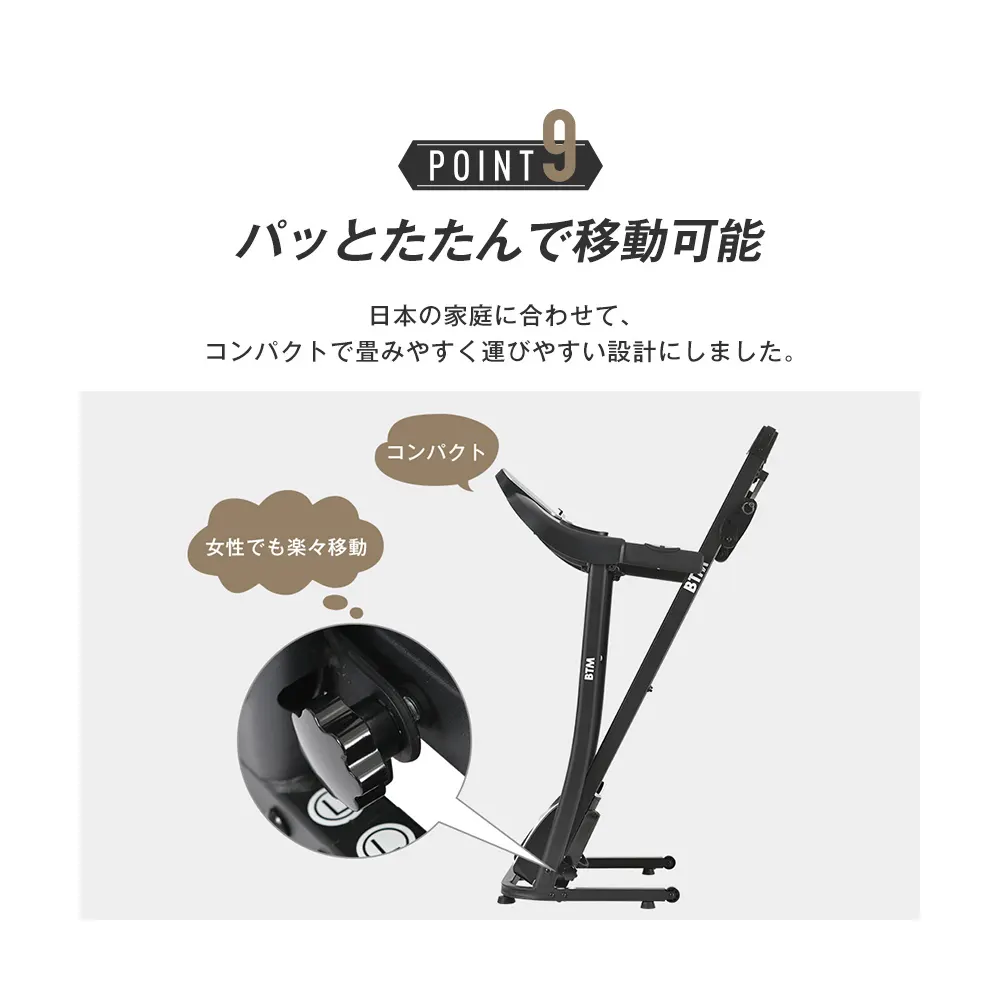 POINT 9
パッとたたんで移動可能
日本の家庭に合わせて、
コンパクトで畳みやすく運びやすい設計にしました。
コンパクト
女性でも楽々移動
BTM
BTM
L
L